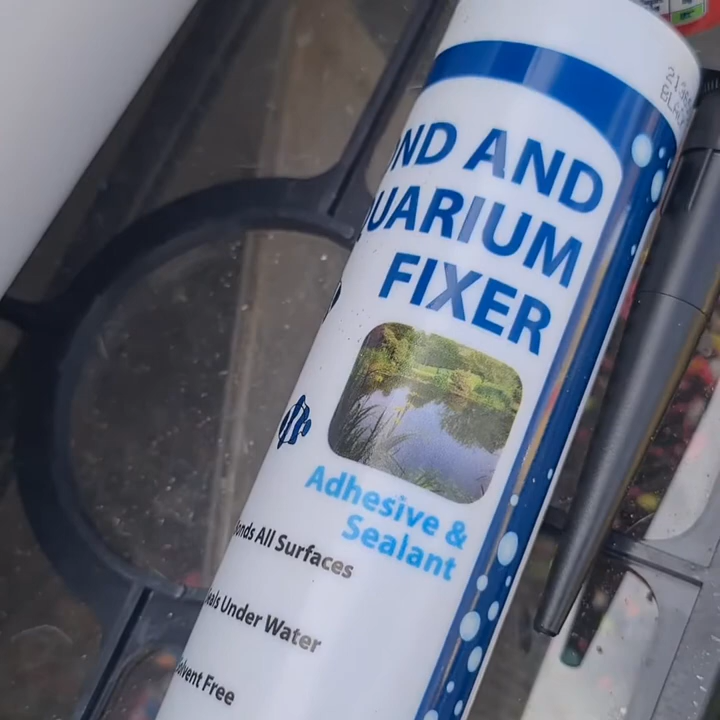 ND AND
UARIUM
FIXER
Adhesive &
Sealant
onds All Surfaces
eals Under Water
olvent Free